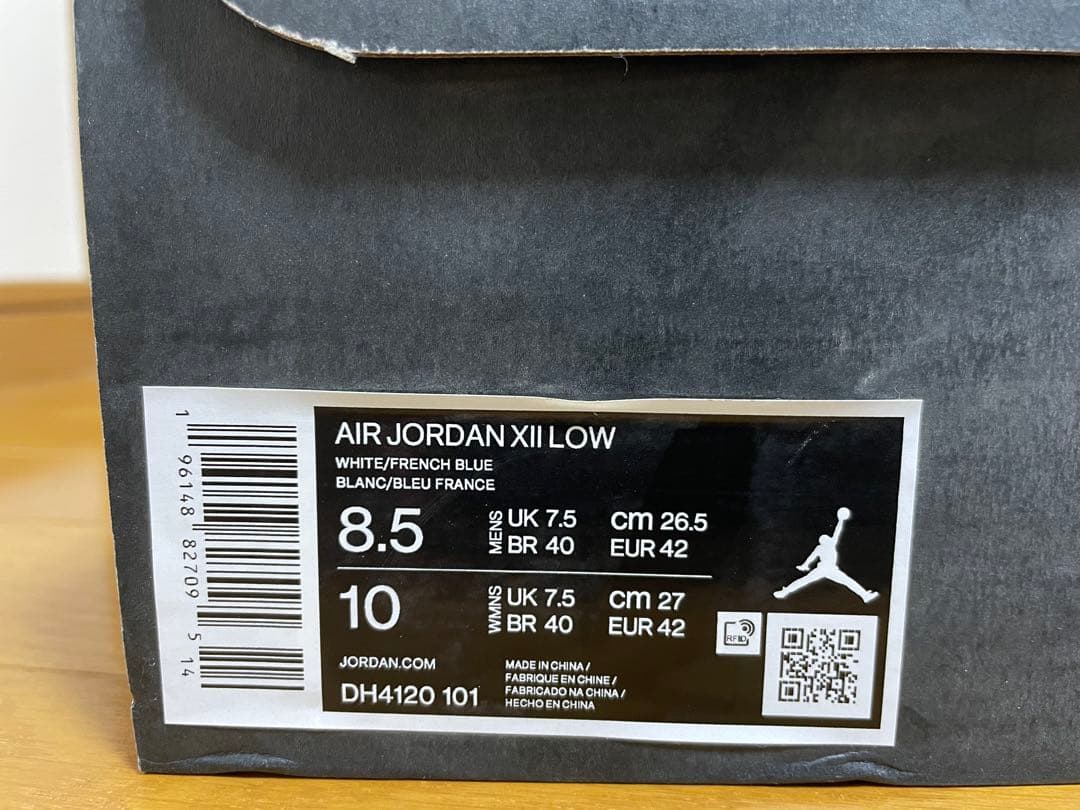 1 96148 82709 5 14
AIR JORDAN XII LOW
WHITE/FRENCH BLUE
BLANC/BLEU FRANCE
8.5 MENS UK 7.5 cm 26.5
BR 40 EUR 42
10 WMNS UK 7.5 cm 27
BR 40 EUR 42
RFID
JORDAN.COM
DH4120 101
MADE IN CHINA /
FABRIQUE EN CHINE /
FABRICADO NA CHINA /
HECHO EN CHINA